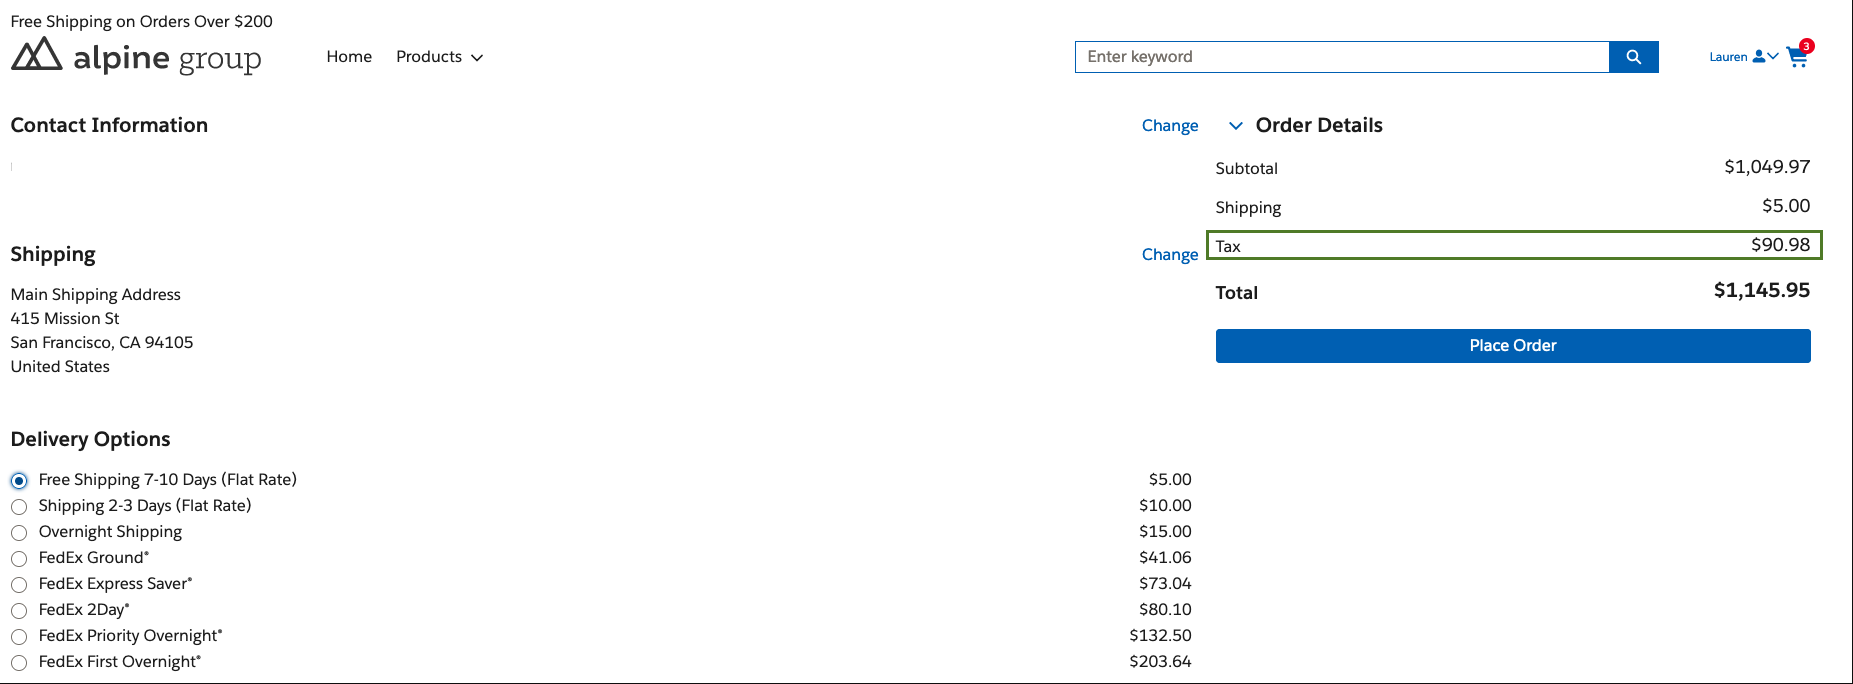 Free Shipping on Orders Over $200
alpine group
Home Products
Enter keyword
Lauren
3
Contact Information
Change
Shipping
Change
Main Shipping Address
415 Mission St
San Francisco, CA 94105
United States
Delivery Options
Free Shipping 7-10 Days (Flat Rate) $5.00
Shipping 2-3 Days (Flat Rate) $10.00
Overnight Shipping $15.00
FedEx Ground® $41.06
FedEx Express Saver® $73.04
FedEx 2Day® $80.10
FedEx Priority Overnight® $132.50
FedEx First Overnight® $203.64
Order Details
Subtotal $1,049.97
Shipping $5.00
Tax $90.98
Total $1,145.95
Place Order